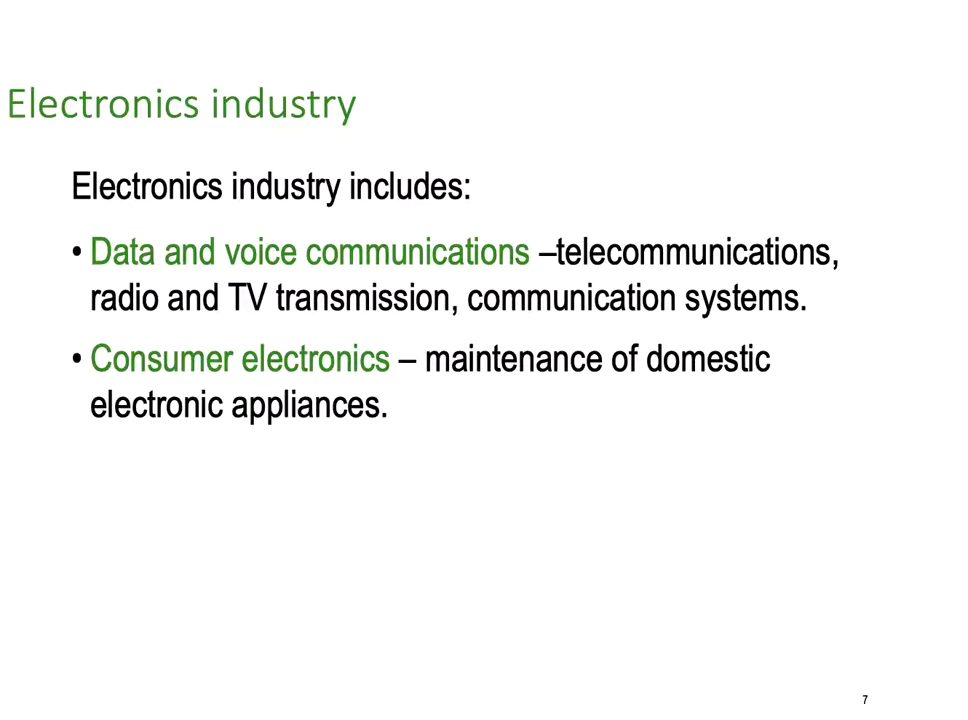 Electronics industry
Electronics industry includes:
• Data and voice communications –telecommunications,
radio and TV transmission, communication systems.
• Consumer electronics – maintenance of domestic
electronic appliances.
7